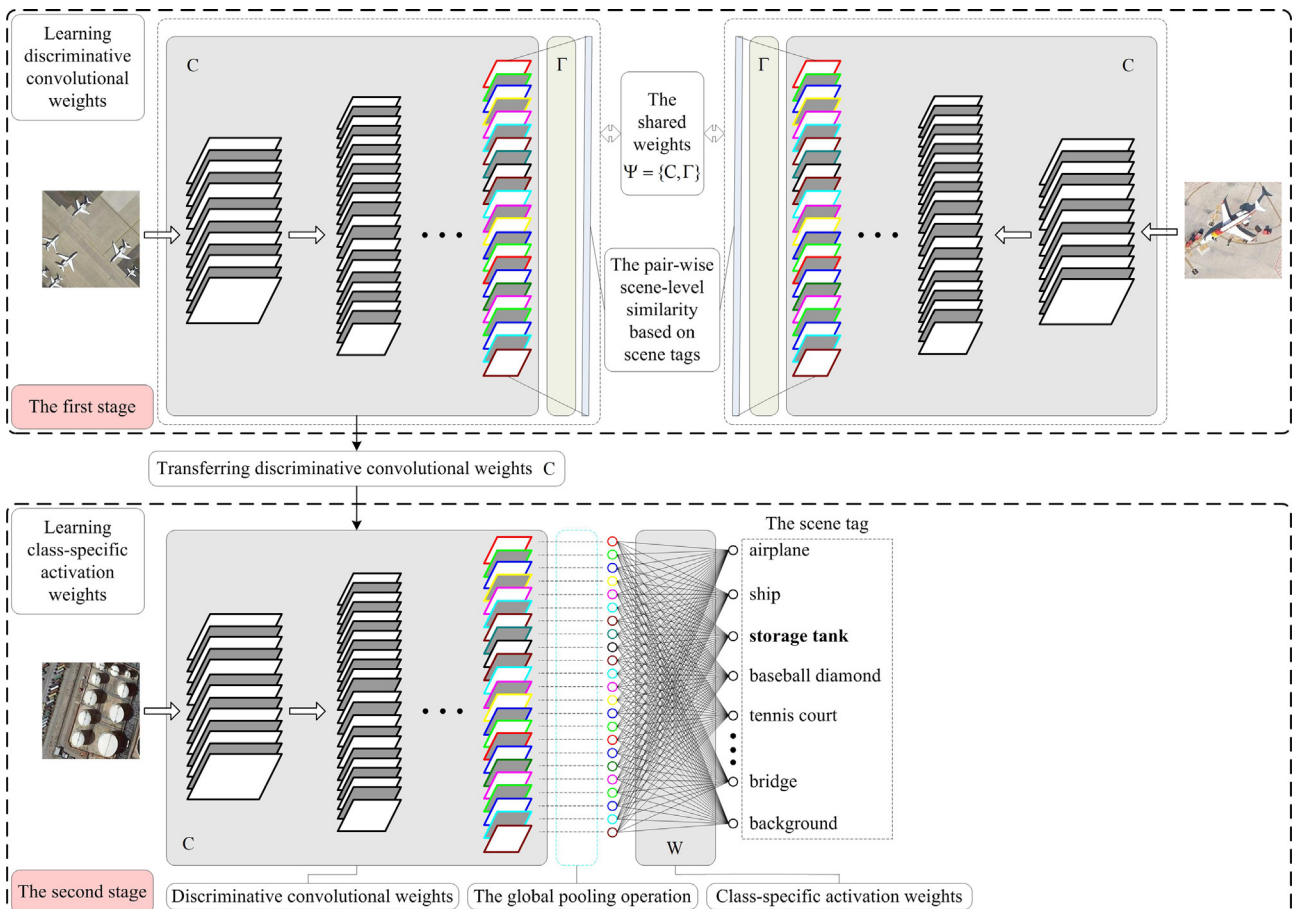 Learning
discriminative
convolutional
weights
C
Γ
The
shared
weights
Ψ = {C,Γ}
Γ
C
The pair-wise
scene-level
similarity
based on
scene tags
The first stage
Transferring discriminative convolutional weights C
Learning
class-specific
activation
weights
The scene tag
airplane
ship
storage tank
baseball diamond
tennis court
bridge
background
C
W
The second stage
Discriminative convolutional weights
The global pooling operation
Class-specific activation weights